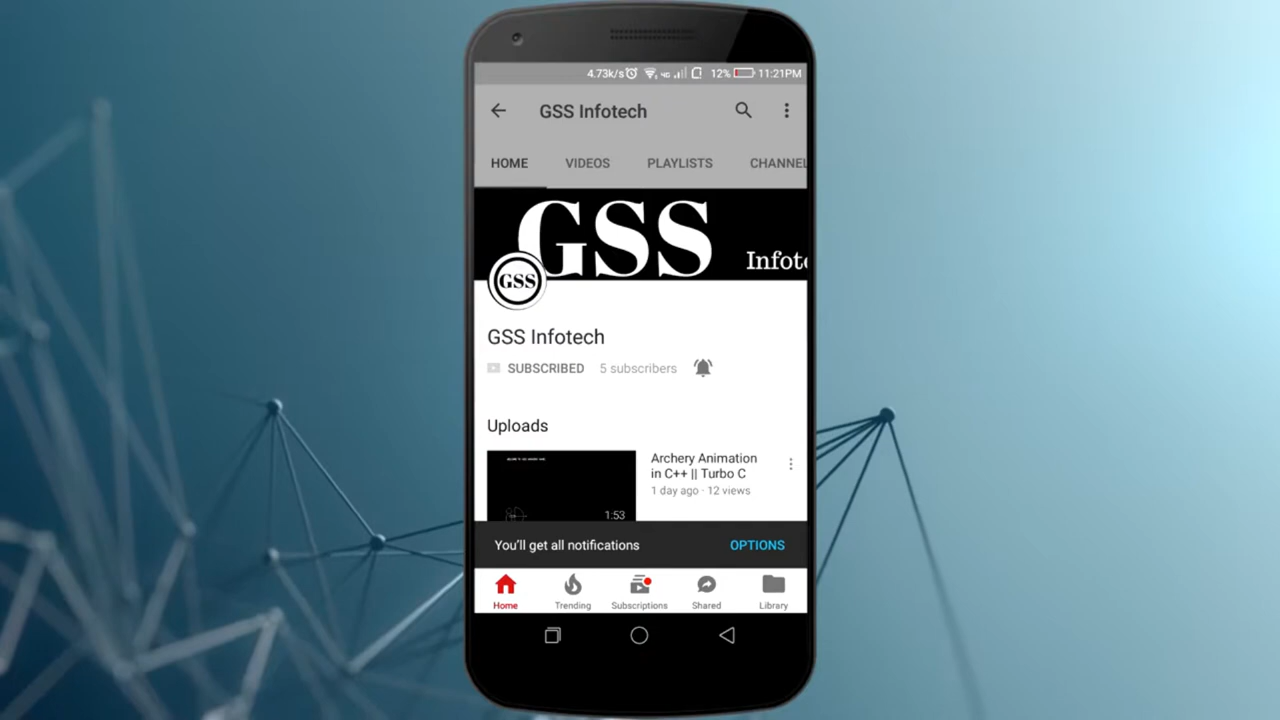 4.73k/s 4G 12% 11:21PM
GSS Infotech
HOME VIDEOS PLAYLISTS CHANNEL
GSS
Infote
GSS
GSS Infotech
SUBSCRIBED 5 subscribers
Uploads
Archery Animation
in C++ || Turbo C
1 day ago · 12 views
1:53
You'll get all notifications OPTIONS
Home Trending Subscriptions Shared Library